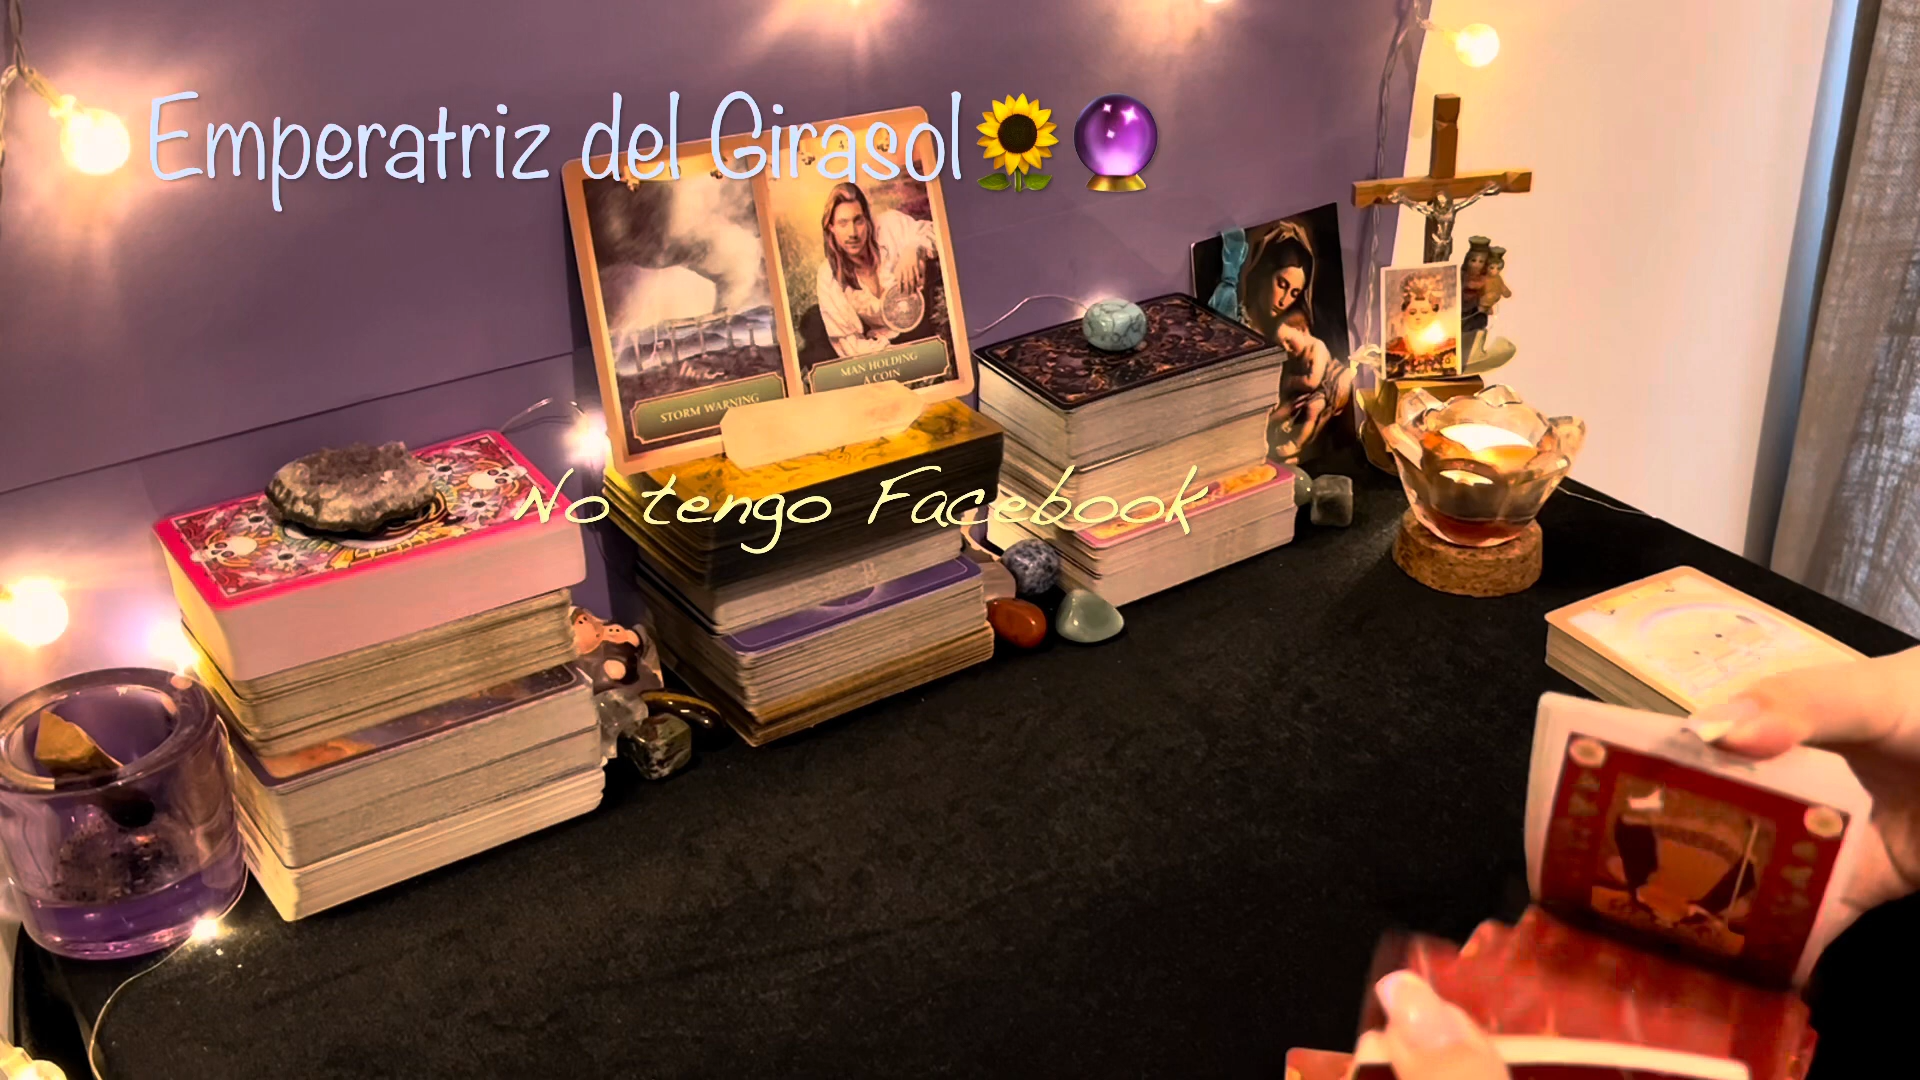 Emperatriz del Girasol🌻🔮
STORM WARNING
MAN HOLDING
A COIN
No tengo Facebook